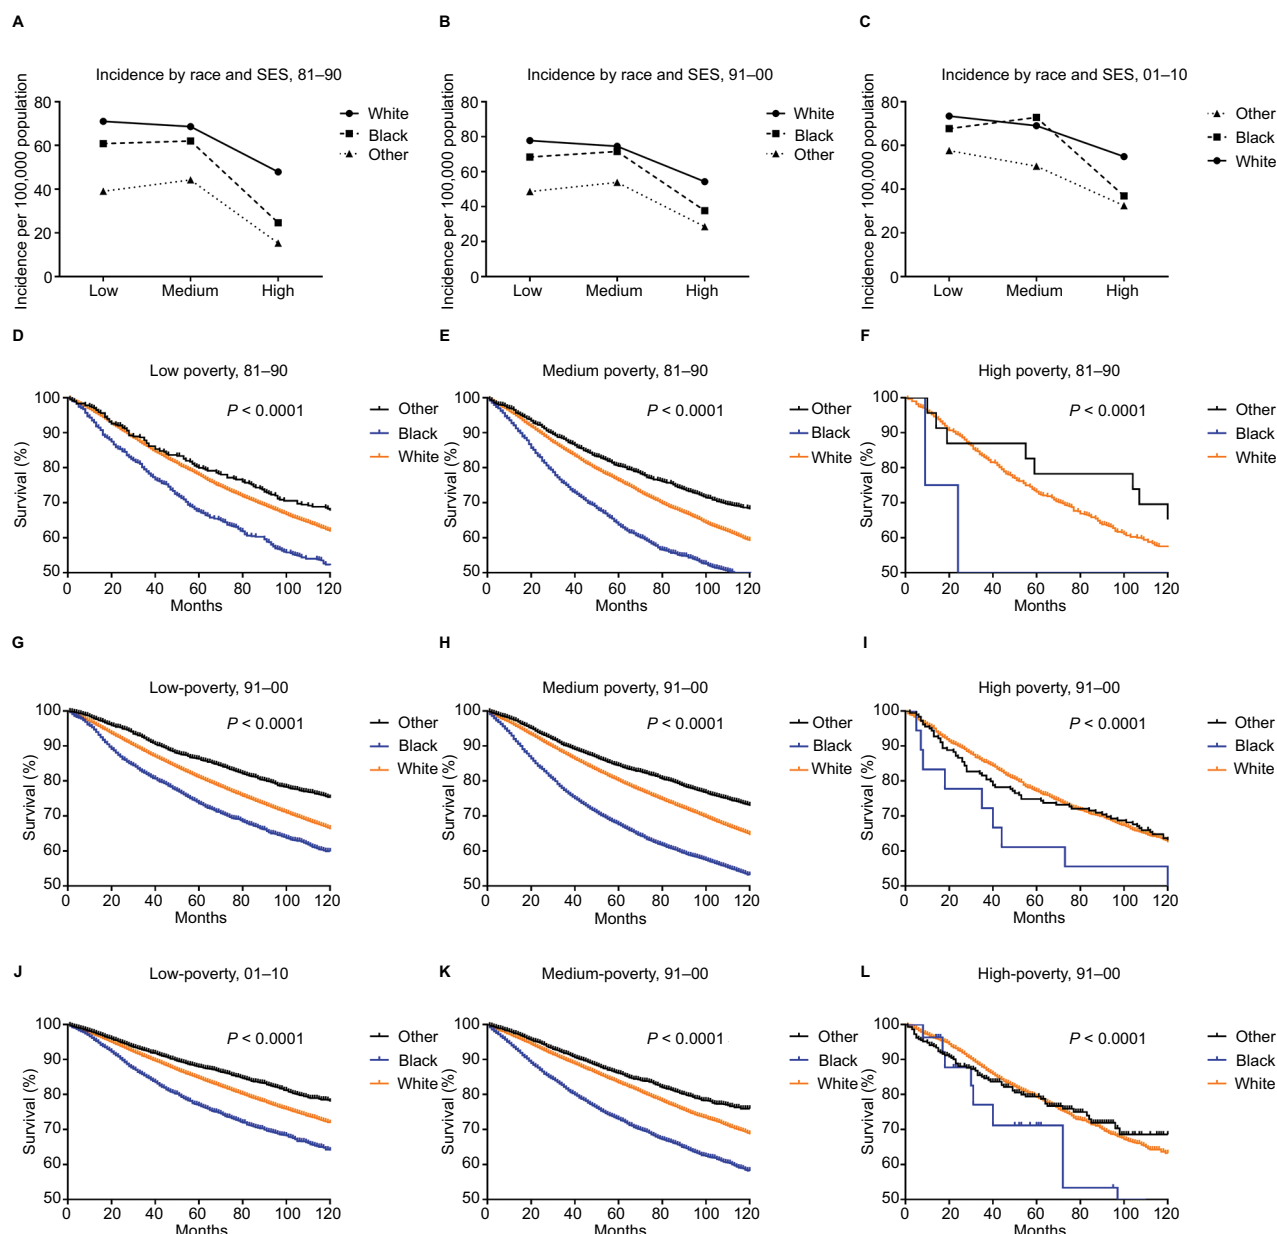 A
B
C
Incidence by race and SES, 81–90
Incidence by race and SES, 91–00
Incidence by race and SES, 01–10
Incidence per 100,000 population
80
60
40
20
0
Low Medium High
White
Black
Other
Incidence per 100,000 population
80
80
60
40
20
0
Low Medium High
White
Black
Other
Incidence per 100,000 population
80
60
40
20
0
Low Medium High
Other
Black
White
D
E
F
Low poverty, 81–90
Medium poverty, 81–90
High poverty, 81–90
Survival (%)
100
90
80
70
60
50
0 20 40 60 80 100 120
Months
P < 0.0001
Other
Black
White
Survival (%)
100
90
80
70
60
50
0 20 40 60 80 100 120
Months
P < 0.0001
Other
Black
White
Survival (%)
100
90
80
70
60
50
0 20 40 60 80 100 120
Months
P < 0.0001
Other
Black
White
G
H
I
Low-poverty, 91–00
Medium poverty, 91–00
High poverty, 91–00
Survival (%)
100
90
80
70
60
50
0 20 40 60 80 100 120
Months
P < 0.0001
Other
Black
White
Survival (%)
100
90
80
70
60
50
0 20 40 60 80 100 120
Months
P < 0.0001
Other
Black
White
Survival (%)
100
90
80
70
60
50
0 20 40 60 80 100 120
Months
P < 0.0001
Other
Black
White
J
K
L
Low-poverty, 01–10
Medium-poverty, 91–00
High-poverty, 91–00
Survival (%)
100
90
80
70
60
50
0 20 40 60 80 100 120
Months
P < 0.0001
Other
Black
White
Survival (%)
100
90
80
70
60
50
0 20 40 60 80 100 120
Months
P < 0.0001
Other
Black
White
Survival (%)
100
90
80
70
60
50
0 20 40 60 80 100 120
Months
P < 0.0001
Other
Black
White